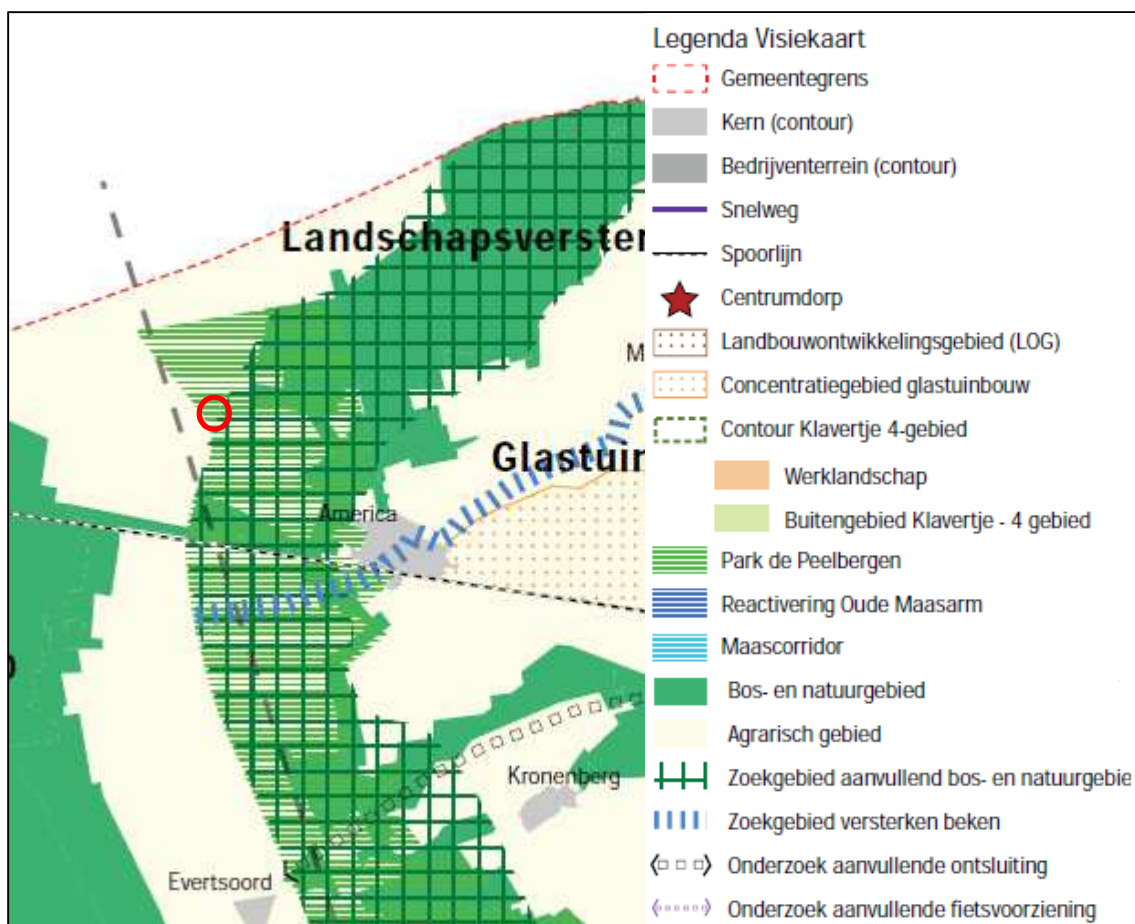 Landschapsverster
M
Glastuin
America
Kronenberg
Evertsoord
Legenda Visiekaart
Gemeentegrens
Kern (contour)
Bedrijventerrein (contour)
Snelweg
Spoorlijn
Centrumdorp
Landbouwontwikkelingsgebied (LOG)
Concentratiegebied glastuinbouw
Contour Klavertje 4-gebied
Werklandschap
Buitengebied Klavertje - 4 gebied
Park de Peelbergen
Reactivering Oude Maasarm
Maascorridor
Bos- en natuurgebied
Agrarisch gebied
Zoekgebied aanvullend bos- en natuurgebie
Zoekgebied versterken beken
Onderzoek aanvullende ontsluiting
Onderzoek aanvullende fietsvoorziening